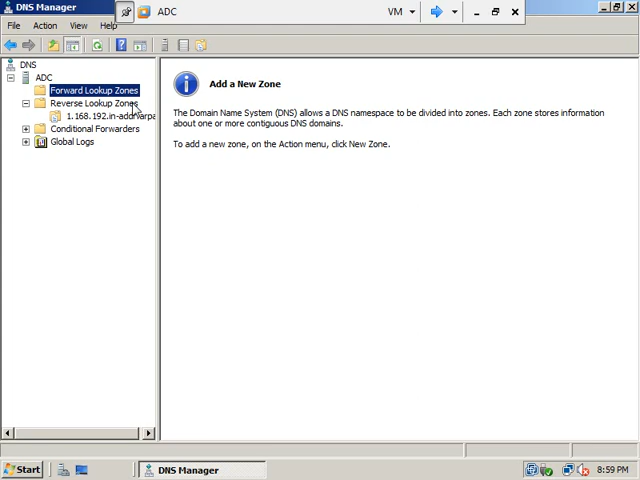 DNS Manager
ADC
VM
File Action View Help
DNS
ADC
Forward Lookup Zones
Reverse Lookup Zones
1.168.192.in-addr.arpa
Conditional Forwarders
Global Logs
Add a New Zone
The Domain Name System (DNS) allows a DNS namespace to be divided into zones. Each zone stores information
about one or more contiguous DNS domains.
To add a new zone, on the Action menu, click New Zone.
Start
DNS Manager
8:59 PM